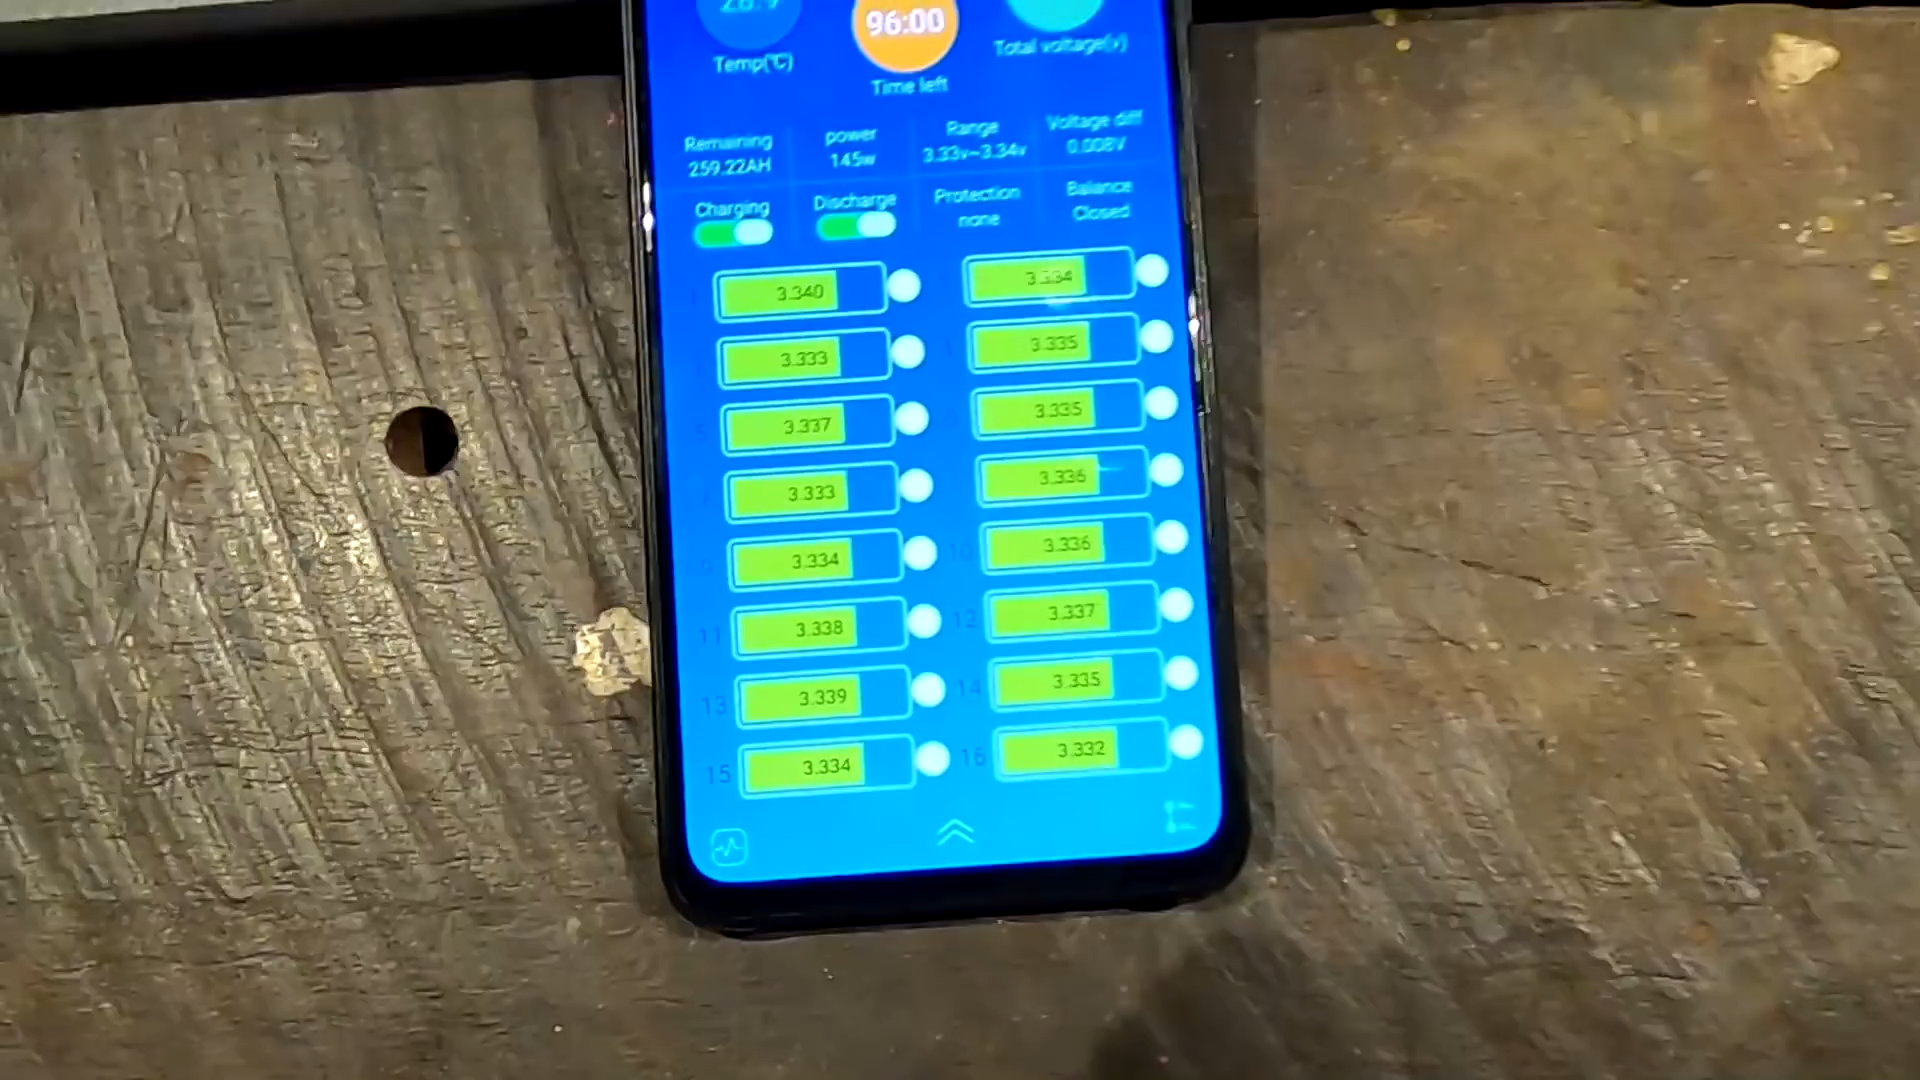 96:00
Temp(℃)
Time left
Total voltage(v)
Remaining
259.22AH
power
145w
Range
3.33v~3.34v
Voltage diff
0.008V
Charging
Discharge
Protection
none
Balance
Closed
3.340
3.334
3.333
3.335
5 3.337
3.335
3.333
3.336
9 3.334
10 3.336
11 3.338
12 3.337
13 3.339
14 3.335
15 3.334
16 3.332